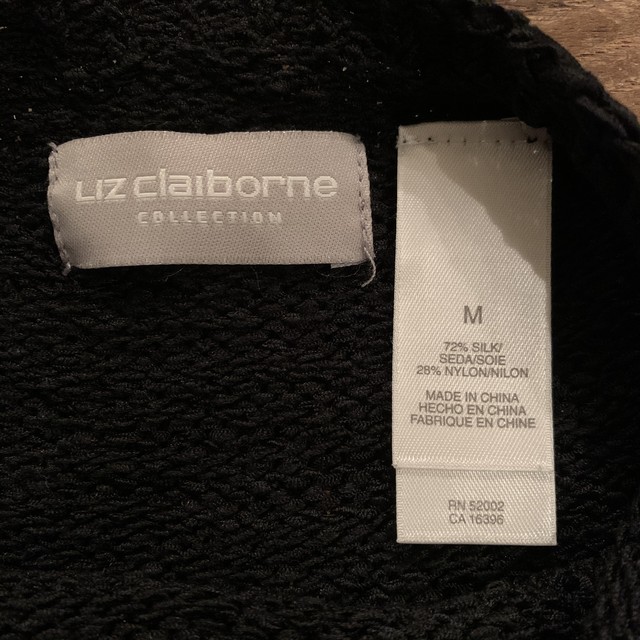 Liz claiborne
COLLECTION
M
72% SILK/
SEDA/SOIE
28% NYLON/NILON
MADE IN CHINA
HECHO EN CHINA
FABRIQUE EN CHINE
RN 52002
CA 16396